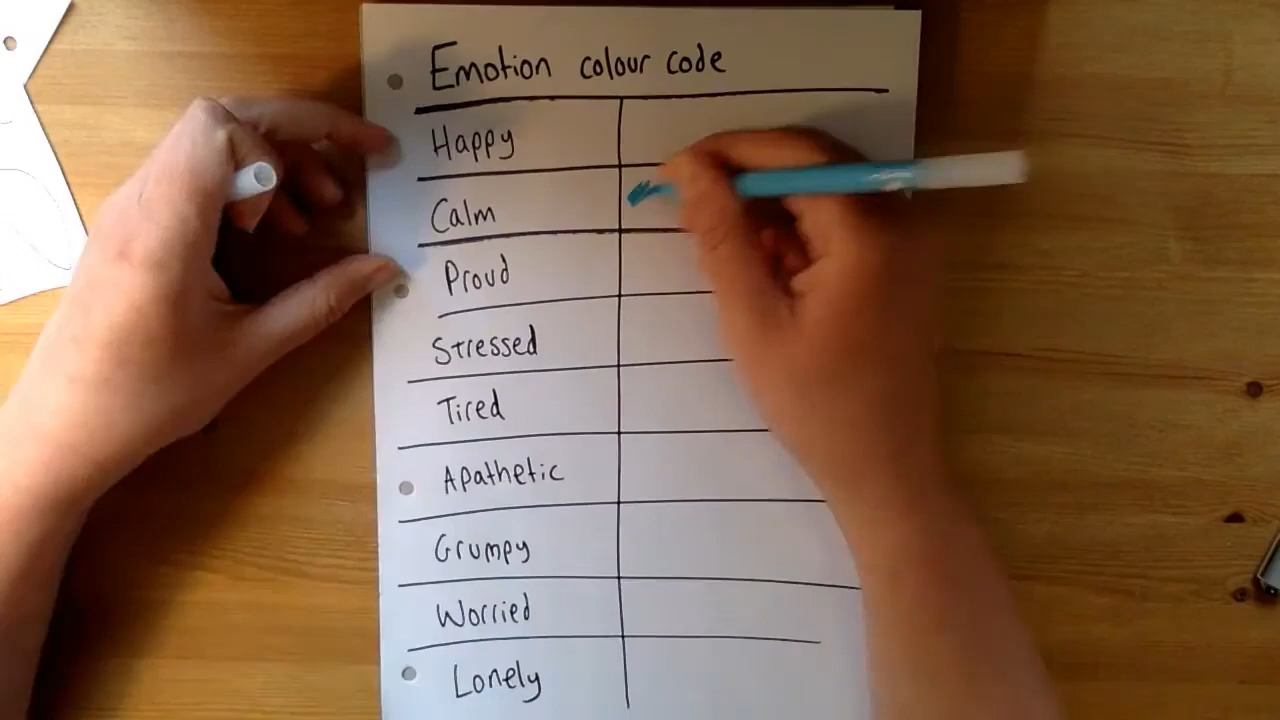 Emotion colour code
Happy
Calm
Proud
Stressed
Tired
Apathetic
Grumpy
Worried
Lonely